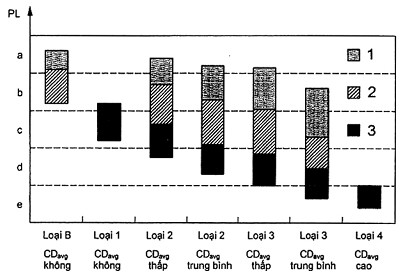 PL
a
b
c
d
e
1
2
3
Loại B Loại 1 Loại 2 Loại 2 Loại 3 Loại 3 Loại 4
CDavg CDavg CDavg CDavg CDavg CDavg CDavg
không không thấp trung bình thấp trung bình cao